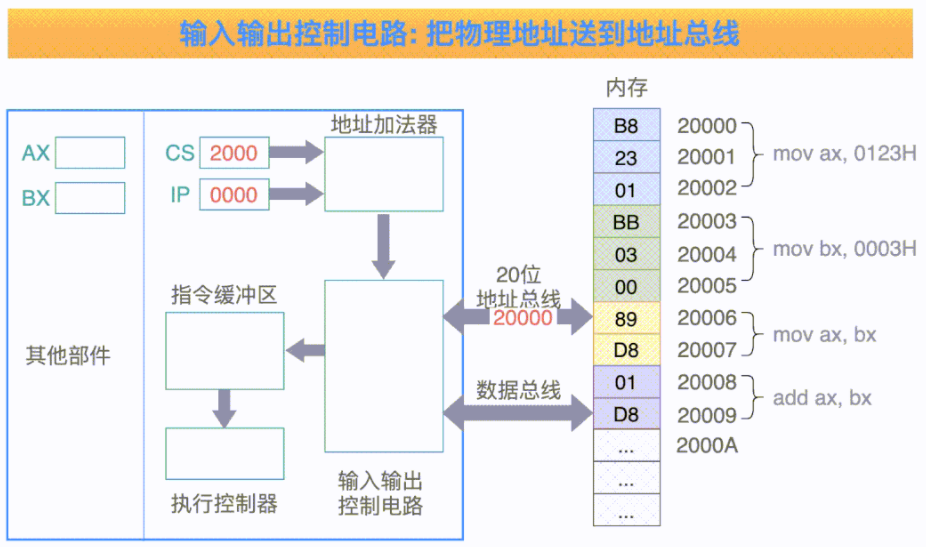 输入输出控制电路: 把物理地址送到地址总线
内存
地址加法器
AX
BX
CS 2000
IP 0000
指令缓冲区
其他部件
执行控制器
输入输出
控制电路
20位
地址总线
20000
数据总线
B8 20000
23 20001
01 20002
mov ax, 0123H
BB 20003
03 20004
00 20005
mov bx, 0003H
89 20006
D8 20007
mov ax, bx
01 20008
D8 20009
add ax, bx
... 2000A
...
...